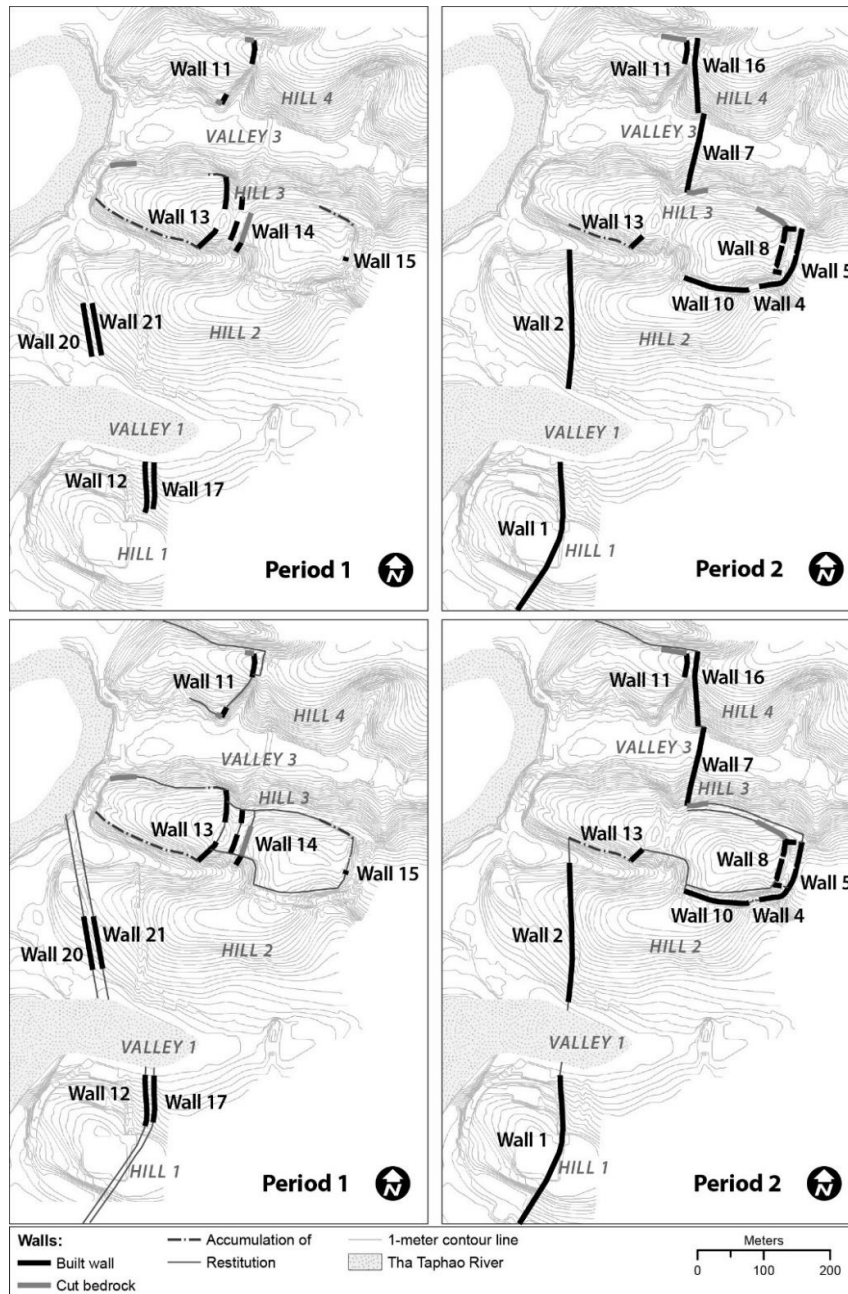 Wall 11
HILL 4
VALLEY 3
HILL 3
Wall 13
Wall 14
Wall 15
Wall 21
Wall 20
HILL 2
VALLEY 1
Wall 12
Wall 17
HILL 1
Period 1
N
Wall 11
Wall 16
HILL 4
VALLEY 3
Wall 7
HILL 3
Wall 13
Wall 8
Wall 5
Wall 10
Wall 4
Wall 2
HILL 2
VALLEY 1
Wall 1
HILL 1
Period 2
N
Wall 11
HILL 4
VALLEY 3
HILL 3
Wall 13
Wall 14
Wall 15
Wall 21
Wall 20
HILL 2
VALLEY 1
Wall 12
Wall 17
HILL 1
Period 1
N
Wall 11
Wall 16
HILL 4
VALLEY 3
Wall 7
HILL 3
Wall 13
Wall 8
Wall 5
Wall 10
Wall 4
Wall 2
HILL 2
VALLEY 1
Wall 1
HILL 1
Period 2
N
Walls:
Built wall
Cut bedrock
Accumulation of
Restitution
1-meter contour line
Tha Taphao River
Meters
0 100 200